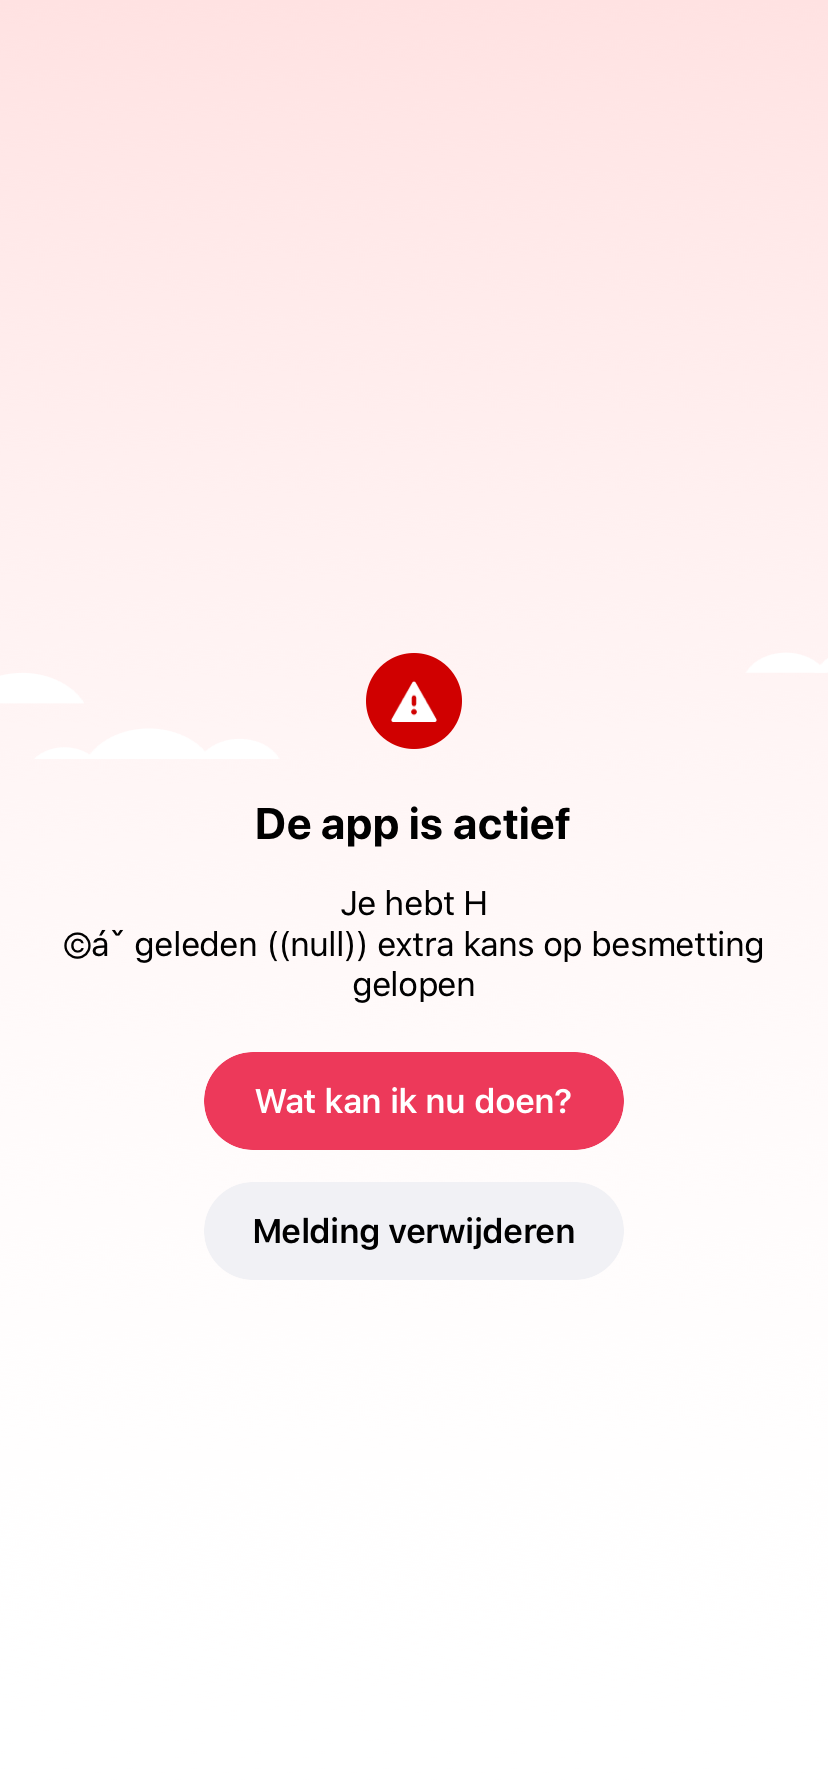 De app is actief
Je hebt H
©áˇ geleden ((null)) extra kans op besmetting
gelopen
Wat kan ik nu doen?
Melding verwijderen